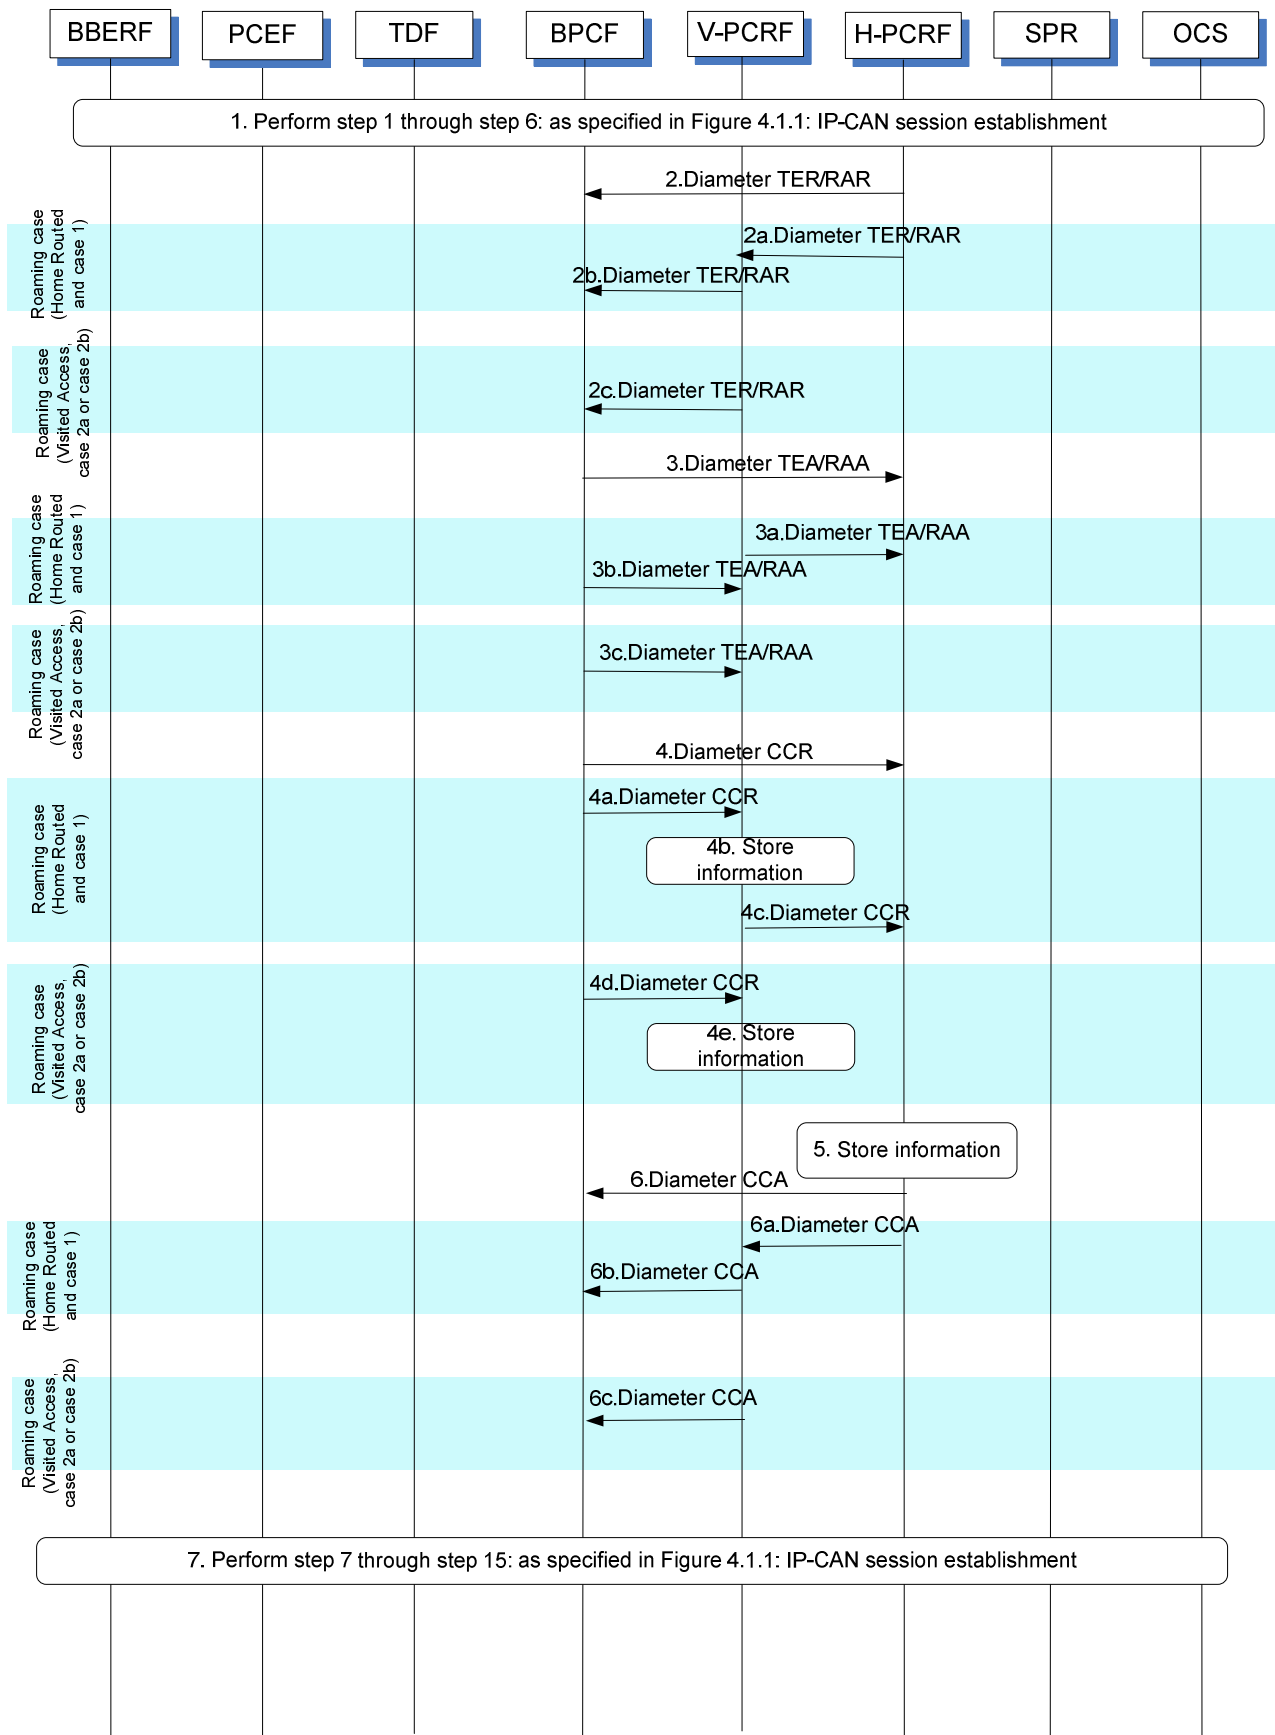 BBERF
PCEF
TDF
BPCF
V-PCRF
H-PCRF
SPR
OCS
1. Perform step 1 through step 6: as specified in Figure 4.1.1: IP-CAN session establishment
2.Diameter TER/RAR
Roaming case
(Home Routed
and case 1)
2a.Diameter TER/RAR
2b.Diameter TER/RAR
Roaming case
(Visited Access,
case 2a or case 2b)
2c.Diameter TER/RAR
3.Diameter TEA/RAA
Roaming case
(Home Routed
and case 1)
3a.Diameter TEA/RAA
3b.Diameter TEA/RAA
Roaming case
(Visited Access,
case 2a or case 2b)
3c.Diameter TEA/RAA
4.Diameter CCR
Roaming case
(Home Routed
and case 1)
4a.Diameter CCR
4b. Store
information
4c.Diameter CCR
Roaming case
(Visited Access,
case 2a or case 2b)
4d.Diameter CCR
4e. Store
information
5. Store information
6.Diameter CCA
Roaming case
(Home Routed
and case 1)
6a.Diameter CCA
6b.Diameter CCA
Roaming case
(Visited Access,
case 2a or case 2b)
6c.Diameter CCA
7. Perform step 7 through step 15: as specified in Figure 4.1.1: IP-CAN session establishment